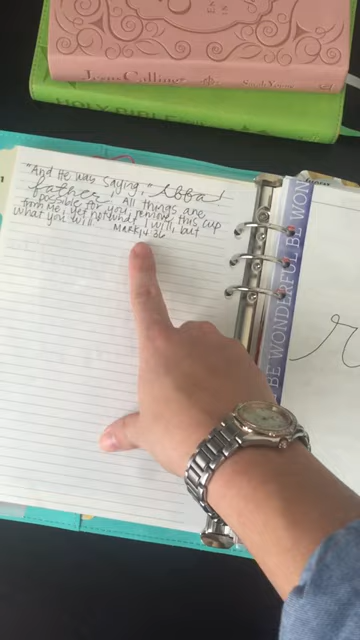 Jesus Calling
HOLY BIBLE
"And He was saying, "Abba!
father! All things are
possible for you; remove this cup
from Me; yet not what I will, but
what you will."
Mark 14:36
BE WONDERFUL. BE WON
r